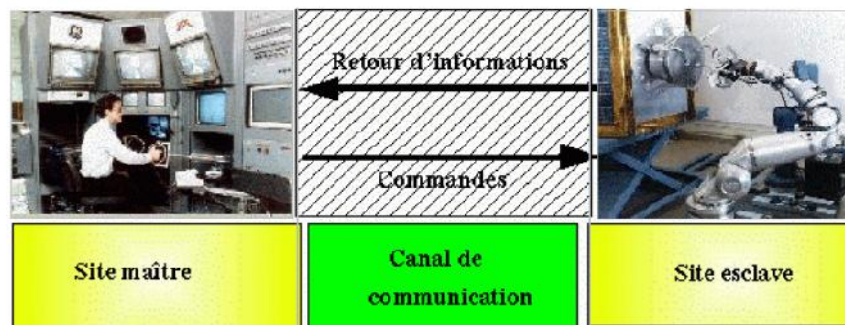 Retour d'informations
Commandes
Site maître
Canal de
communication
Site esclave